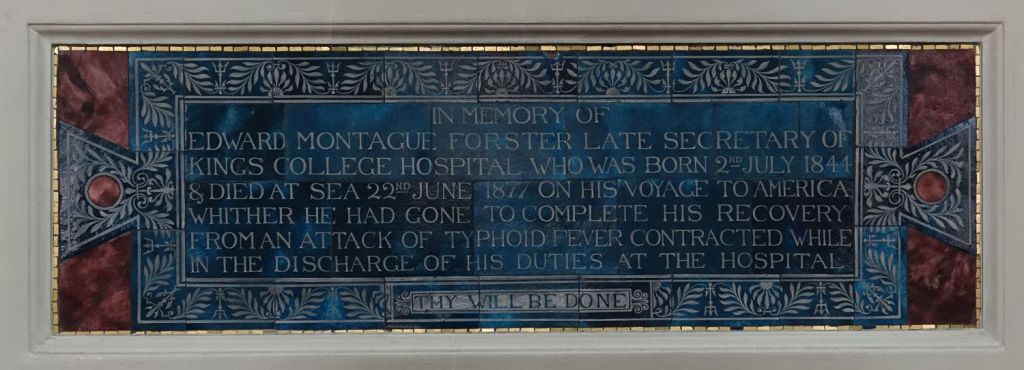 IN MEMORY OF
EDWARD MONTAGUE FORSTER LATE SECRETARY OF
KINGS COLLEGE HOSPITAL WHO WAS BORN 2ND JULY 1844
& DIED AT SEA 22ND JUNE 1877 ON HIS VOYAGE TO AMERICA
WHITHER HE HAD GONE TO COMPLETE HIS RECOVERY
FROM AN ATTACK OF TYPHOID FEVER CONTRACTED WHILE
IN THE DISCHARGE OF HIS DUTIES AT THE HOSPITAL
THY WILL BE DONE